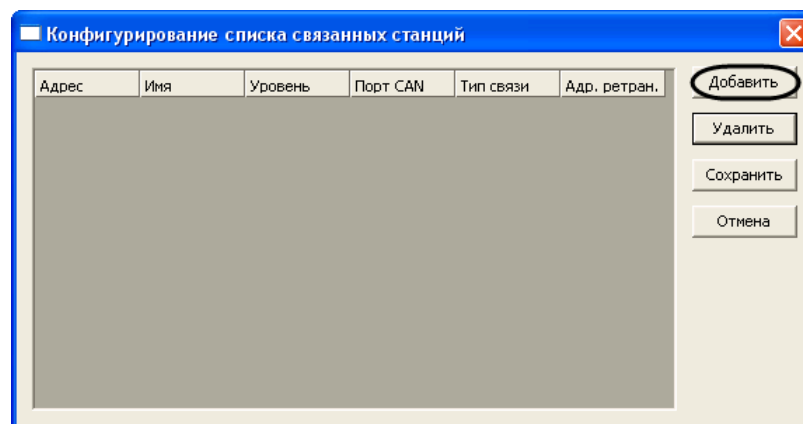 Конфигурирование списка связанных станций
Адрес Имя Уровень Порт CAN Тип связи Адр. ретран.
Добавить
Удалить
Сохранить
Отмена